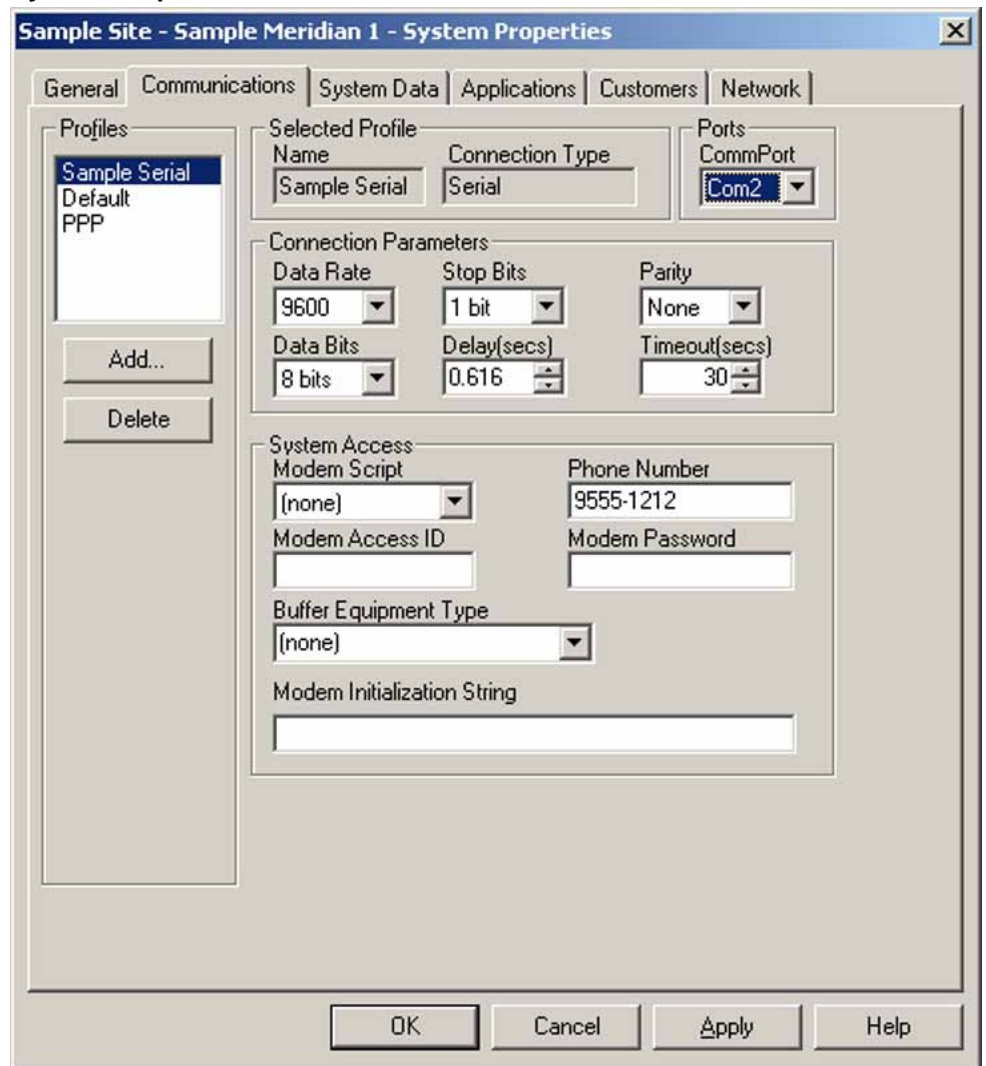 Sample Site - Sample Meridian 1 - System Properties
General Communications System Data Applications Customers Network
Profiles
Sample Serial
Default
PPP
Add...
Delete
Selected Profile
Name Connection Type
Sample Serial Serial
Ports
CommPort
Com2
Connection Parameters
Data Rate Stop Bits Parity
9600 1 bit None
Data Bits Delay(secs) Timeout(secs)
8 bits 0.616 30
System Access
Modem Script Phone Number
(none) 9555-1212
Modem Access ID Modem Password
Buffer Equipment Type
(none)
Modem Initialization String
OK Cancel Apply Help